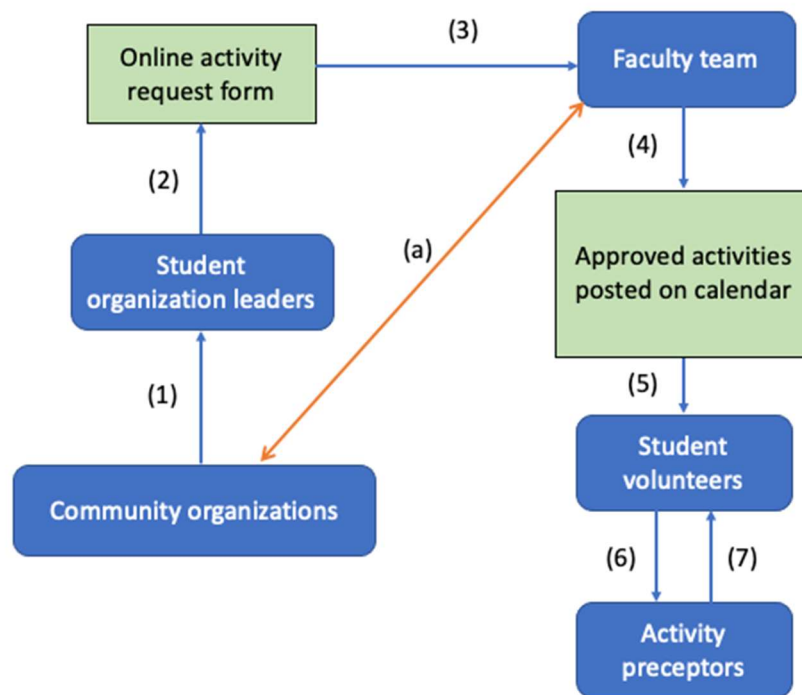 Online activity
request form
(3)
Faculty team
(2)
(4)
Student
organization leaders
(a)
Approved activities
posted on calendar
(1)
(5)
Community organizations
Student
volunteers
(6)
(7)
Activity
preceptors